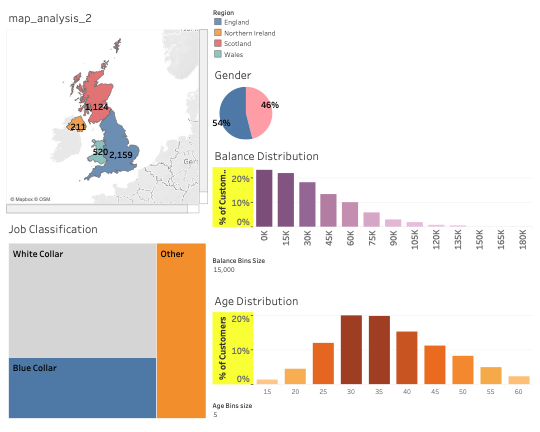 map_analysis_2
1,124
211
520
2,159
Ger
© Mapbox © OSM
Region
England
Northern Ireland
Scotland
Wales
Gender
46%
54%
Balance Distribution
% of Custom..
20%
10%
0%
0K 15K 30K 45K 60K 75K 90K 105K 120K 135K 150K 165K 180K
Balance Bins Size
15,000
Job Classification
White Collar
Other
Blue Collar
Age Distribution
% of Customers
20%
10%
0%
15 20 25 30 35 40 45 50 55 60
Age Bins size
5